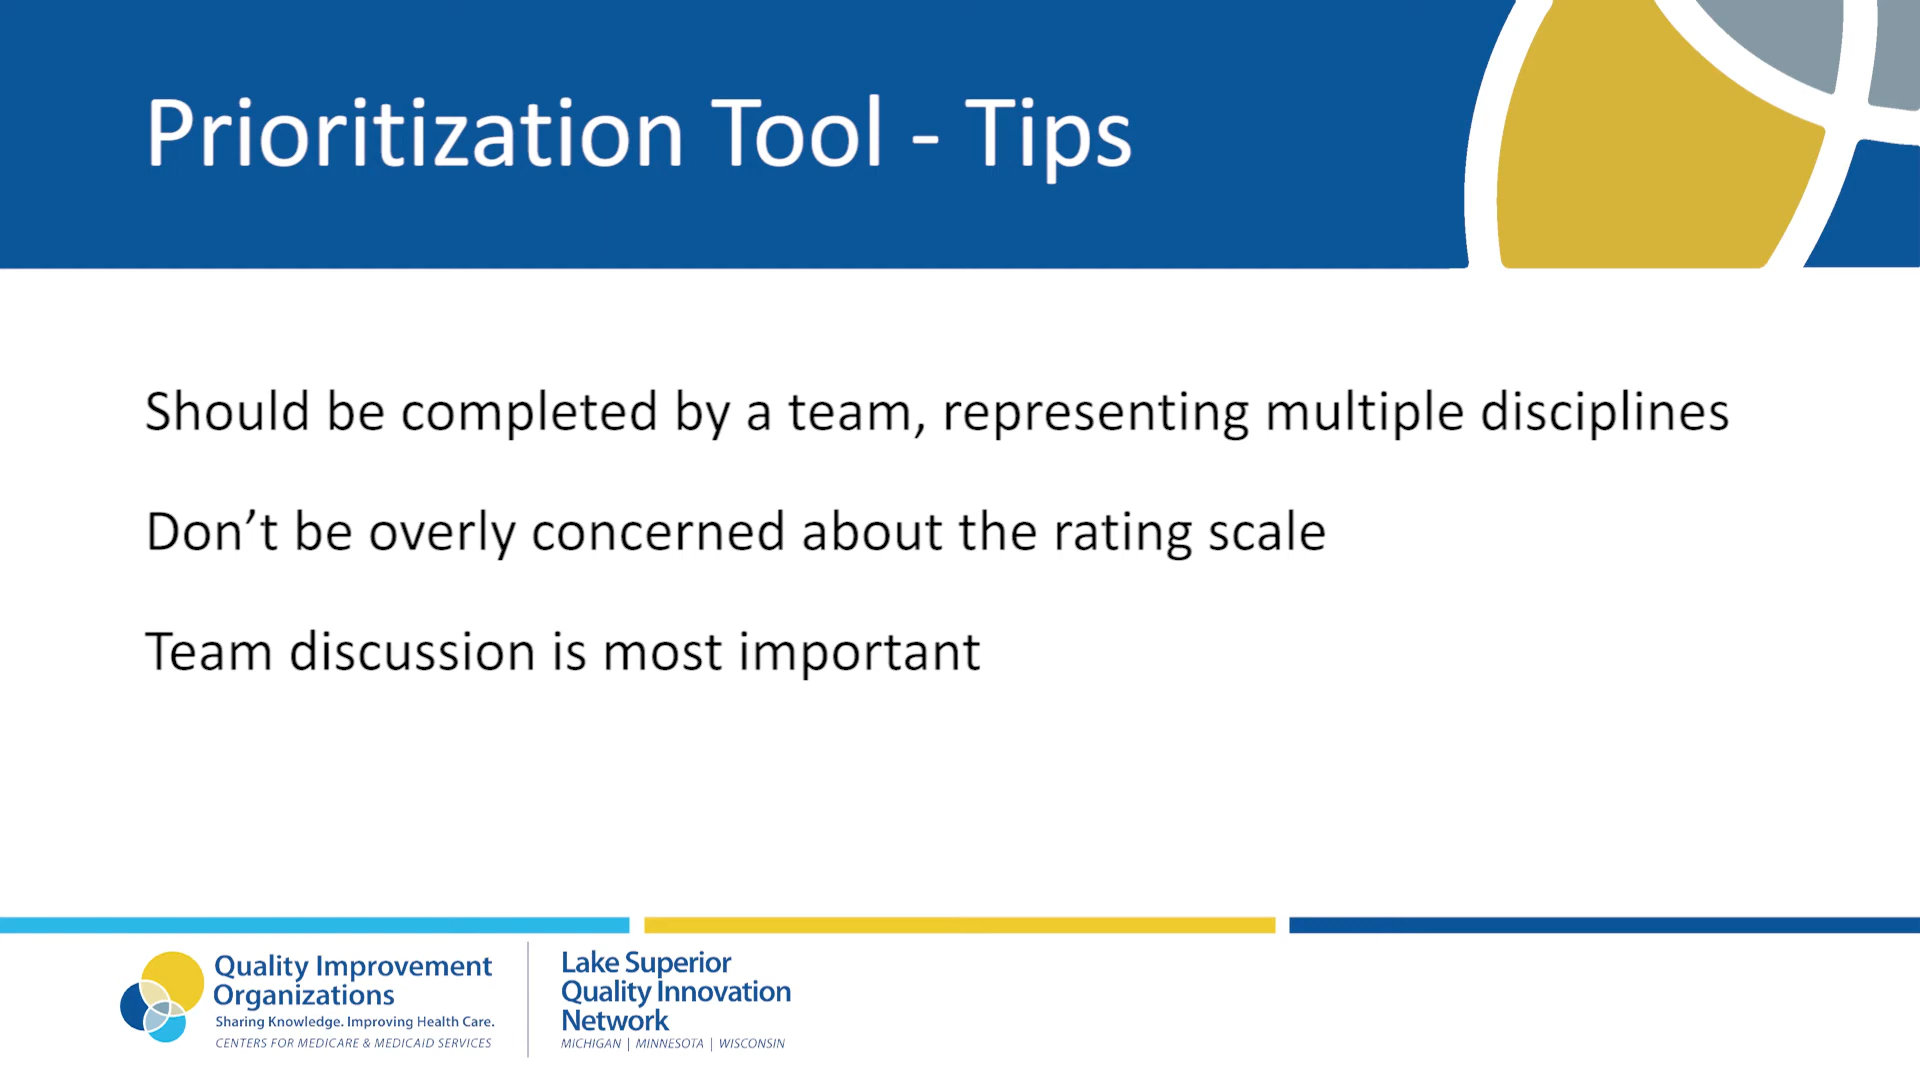 Prioritization Tool - Tips
Should be completed by a team, representing multiple disciplines
Don’t be overly concerned about the rating scale
Team discussion is most important
Quality Improvement
Organizations
Sharing Knowledge. Improving Health Care.
CENTERS FOR MEDICARE & MEDICAID SERVICES
Lake Superior
Quality Innovation
Network
MICHIGAN | MINNESOTA | WISCONSIN